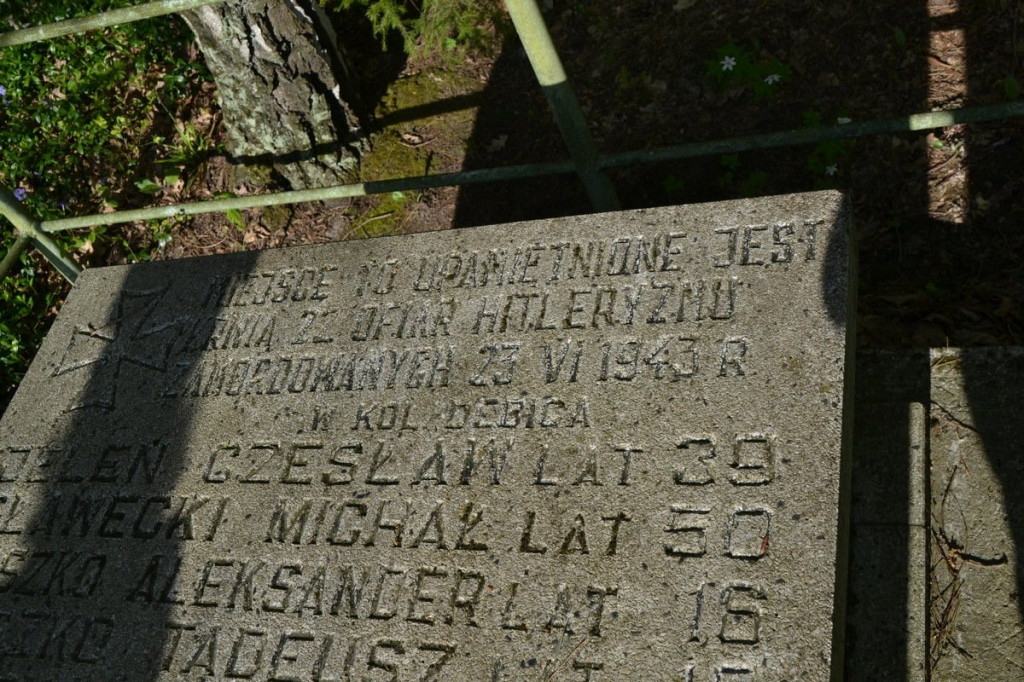 MIEJSCE TO UPAMIĘTNIONE JEST
KRWIĄ 22 OFIAR HITLERYZMU
ZAMORDOWANYCH 23 VI 1943 R
W KOL DĘBICA
CZESŁAW LAT 39
MICHAŁ LAT 50
ALEKSANDER LAT 16
TADEUSZ